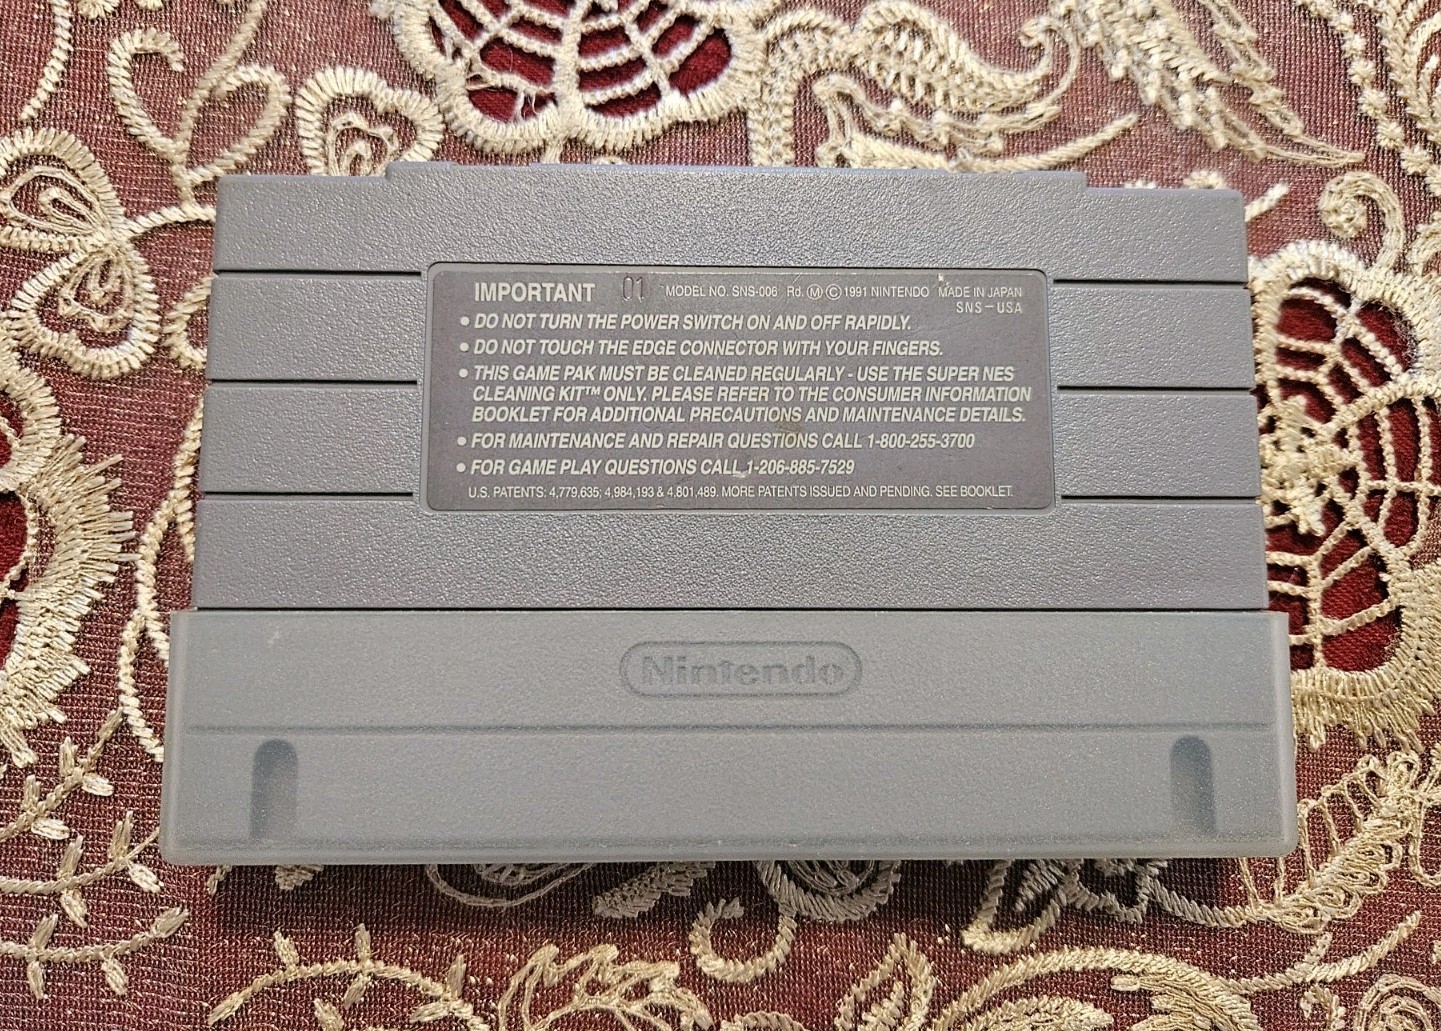 IMPORTANT 01 MODEL NO. SNS-006 Rd. Ⓜ © 1991 NINTENDO MADE IN JAPAN
SNS-USA
• DO NOT TURN THE POWER SWITCH ON AND OFF RAPIDLY.
• DO NOT TOUCH THE EDGE CONNECTOR WITH YOUR FINGERS.
• THIS GAME PAK MUST BE CLEANED REGULARLY - USE THE SUPER NES
CLEANING KIT™ ONLY. PLEASE REFER TO THE CONSUMER INFORMATION
BOOKLET FOR ADDITIONAL PRECAUTIONS AND MAINTENANCE DETAILS.
• FOR MAINTENANCE AND REPAIR QUESTIONS CALL 1-800-255-3700
• FOR GAME PLAY QUESTIONS CALL 1-206-885-7529
U.S. PATENTS: 4,779,635; 4,984,193 & 4,801,489. MORE PATENTS ISSUED AND PENDING. SEE BOOKLET.
Nintendo